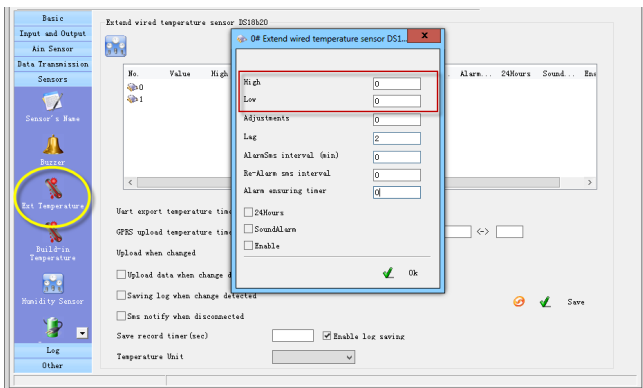 Basic
Input and Output
Ain Sensor
Data Transmission
Sensors
Sensor's Name
Buzzer
Ext Temperature
Build-in
Temperature
Humidity Sensor
Log
Other
Extend wired temperature sensor DS18b20
No. Value High Alarm... 24Hours Sound... Ena
0
1
0# Extend wired temperature sensor DS1... X
High 0
Low 0
Adjustments 0
Lag 2
AlarmSms interval (min) 0
Re-Alarm sms interval 0
Alarm ensuring timer 0
24Hours
SoundAlarm
Enable
Ok
Uart export temperature time
GPRS upload temperature time <->
Upload when changed
Upload data when change d
Saving log when change detected
Save
Sms notify when disconnected
Save record timer(sec) Enable log saving
Temperature Unit